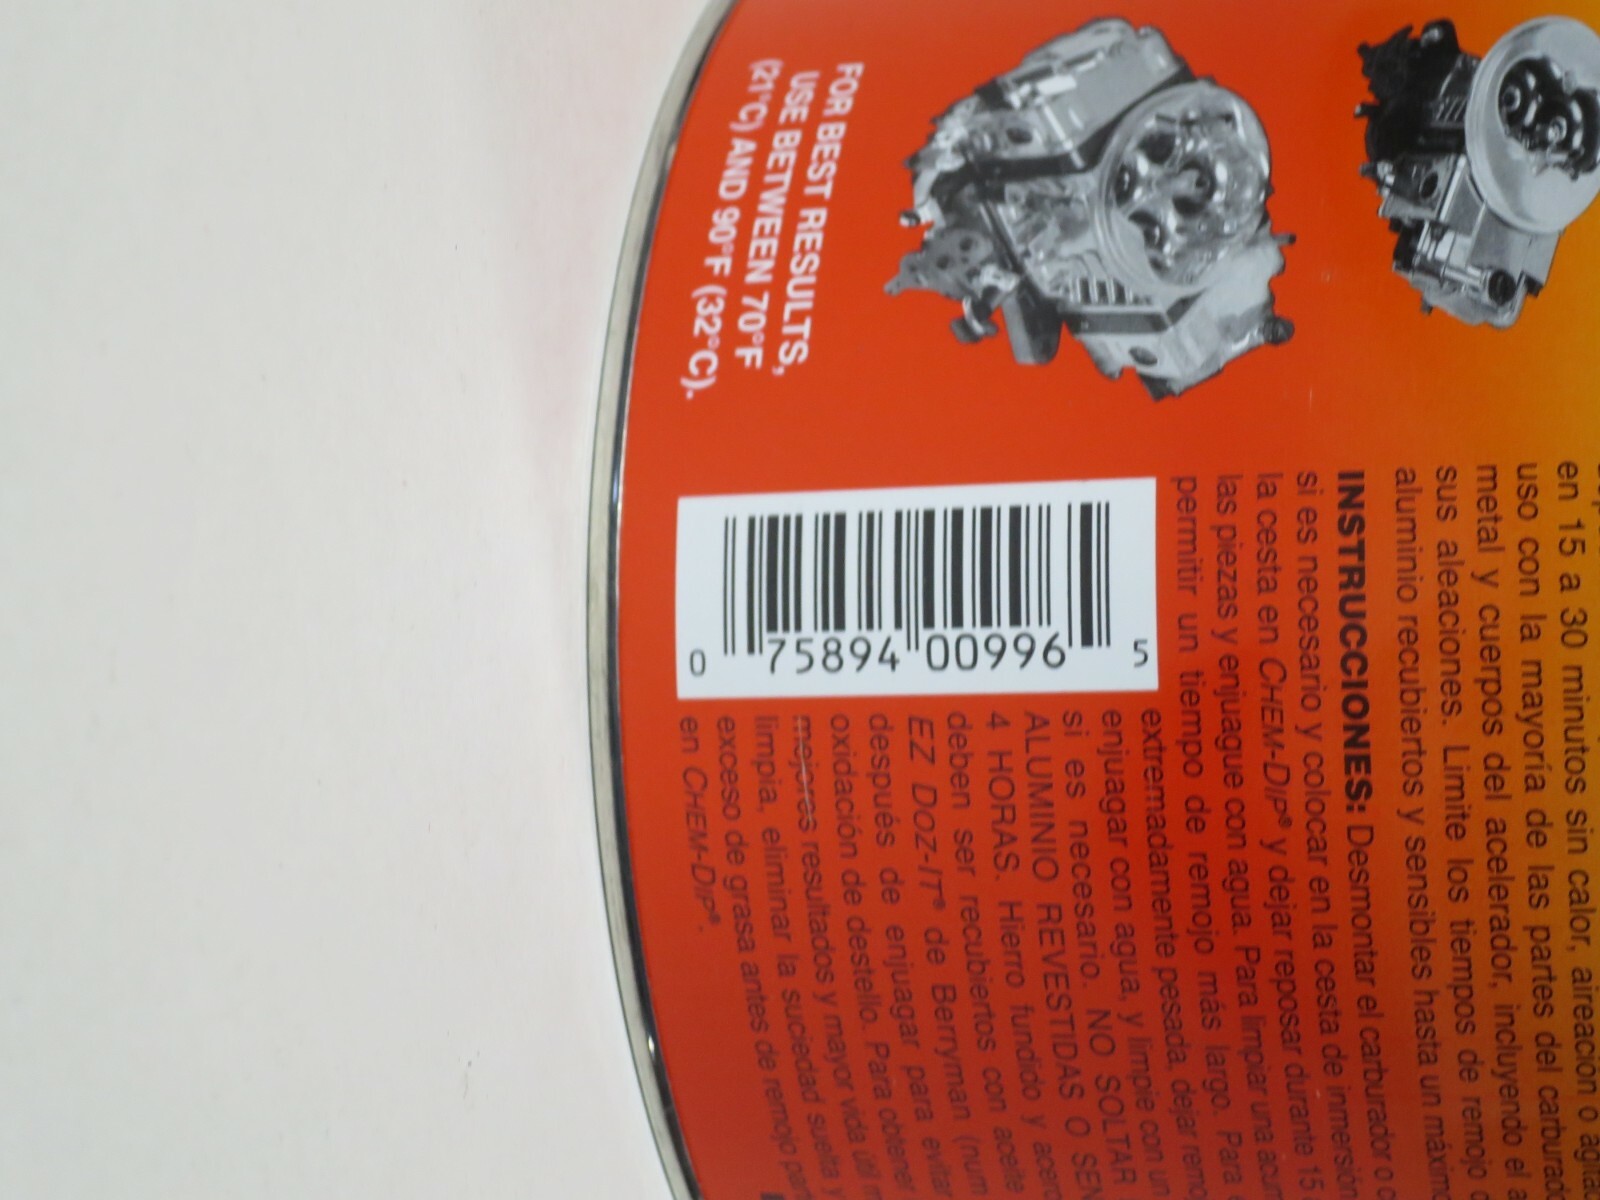 FOR BEST RESULTS,
USE BETWEEN 70°F
(21°C) AND 90°F (32°C).
en 15 a 30 minutos sin calor, aireación o
uso con la mayoría de las partes del
metal y cuerpos del acelerador, incluyendo el
sus aleaciones. Limite los tiempos de remojo
aluminio recubiertos y sensibles hasta un
INSTRUCCIONES: Desmontar el carburador o
si es necesario y colocar en la cesta de inmersión
la cesta en CHEM-DIP® y dejar reposar durante 15
las piezas y enjuague con agua. Para limpiar una
permitir un tiempo de remojo más largo. Para
extremadamente pesada, dejar
enjuagar con agua, y limpie con un
si es necesario. NO SOLTAR
ALUMINIO REVESTIDAS O
4 HORAS. Hierro fundido y acero
deben ser recubiertos con aceite
EZ DOZ-IT® de Berryman (num
después de enjuagar para evitar
oxidación de destello. Para obtener
mejores resultados y mayor vida útil
limpia, eliminar la suciedad suelta y
exceso de grasa antes de remojo
en CHEM-DIP®.
0 75894 00996 5